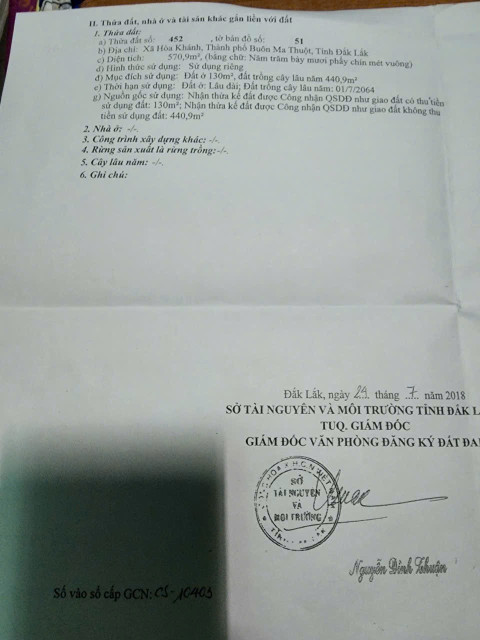 II. Thửa đất, nhà ở và tài sản khác gắn liền với đất
1. Thửa đất:
a) Thửa đất số: 452 , tờ bản đồ số: 51
b) Địa chỉ: Xã Hòa Khánh, Thành phố Buôn Ma Thuột, Tỉnh Đắk Lắk
c) Diện tích: 570,9m², (bằng chữ: Năm trăm bảy mươi phẩy chín mét vuông)
d) Hình thức sử dụng: Sử dụng riêng
đ) Mục đích sử dụng: Đất ở 130m², đất trồng cây lâu năm 440,9m²
e) Thời hạn sử dụng: Đất ở: Lâu dài; Đất trồng cây lâu năm: 01/7/2064
g) Nguồn gốc sử dụng: Nhận thừa kế đất được Công nhận QSDĐ như giao đất có thu tiền
sử dụng đất: 130m²; Nhận thừa kế đất được Công nhận QSDĐ như giao đất không thu
tiền sử dụng đất: 440,9m²
2. Nhà ở: -/-
3. Công trình xây dựng khác: -/-
4. Rừng sản xuất là rừng trồng: -/-
5. Cây lâu năm: -/-
6. Ghi chú:
Đắk Lắk, ngày 24 tháng 7 năm 2018
SỞ TÀI NGUYÊN VÀ MÔI TRƯỜNG TỈNH ĐẮK L
TUQ. GIÁM ĐỐC
GIÁM ĐỐC VĂN PHÒNG ĐĂNG KÝ ĐẤT ĐA
SỞ
TÀI NGUYÊN
VÀ
MÔI TRƯỜNG
Nguyễn Đình Thuận
Số vào sổ cấp GCN: CS-10403